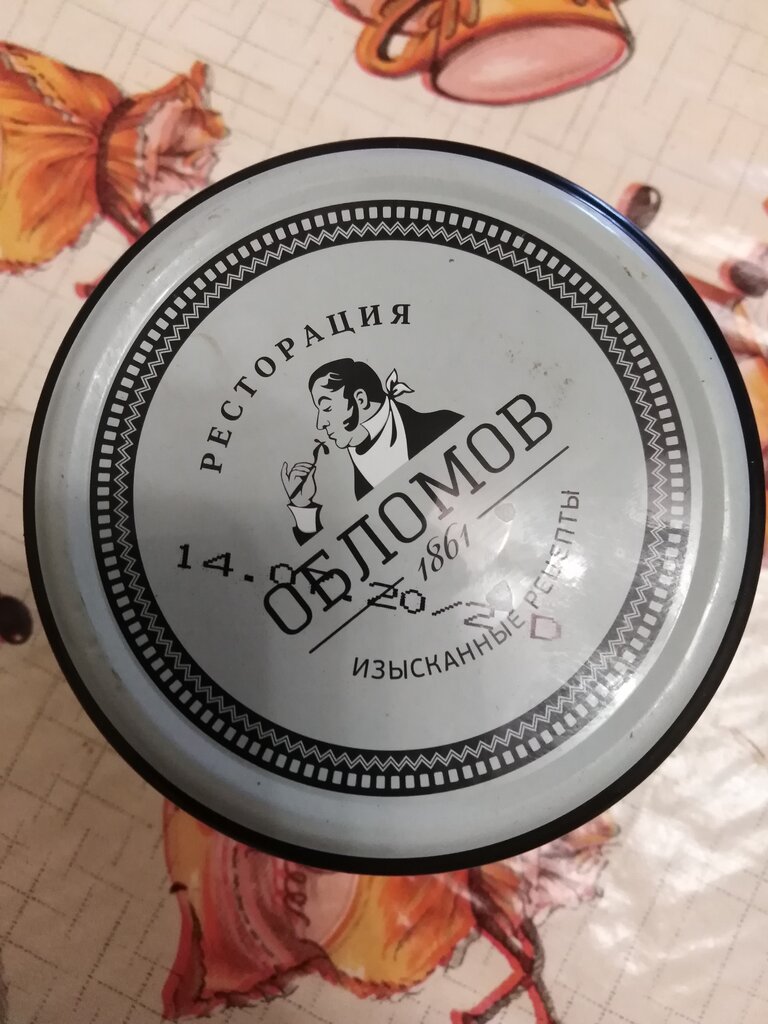 РЕСТОРАЦИЯ
ОБЛОМОВ
1861
ИЗЫСКАННЫЕ РЕЦЕПТЫ